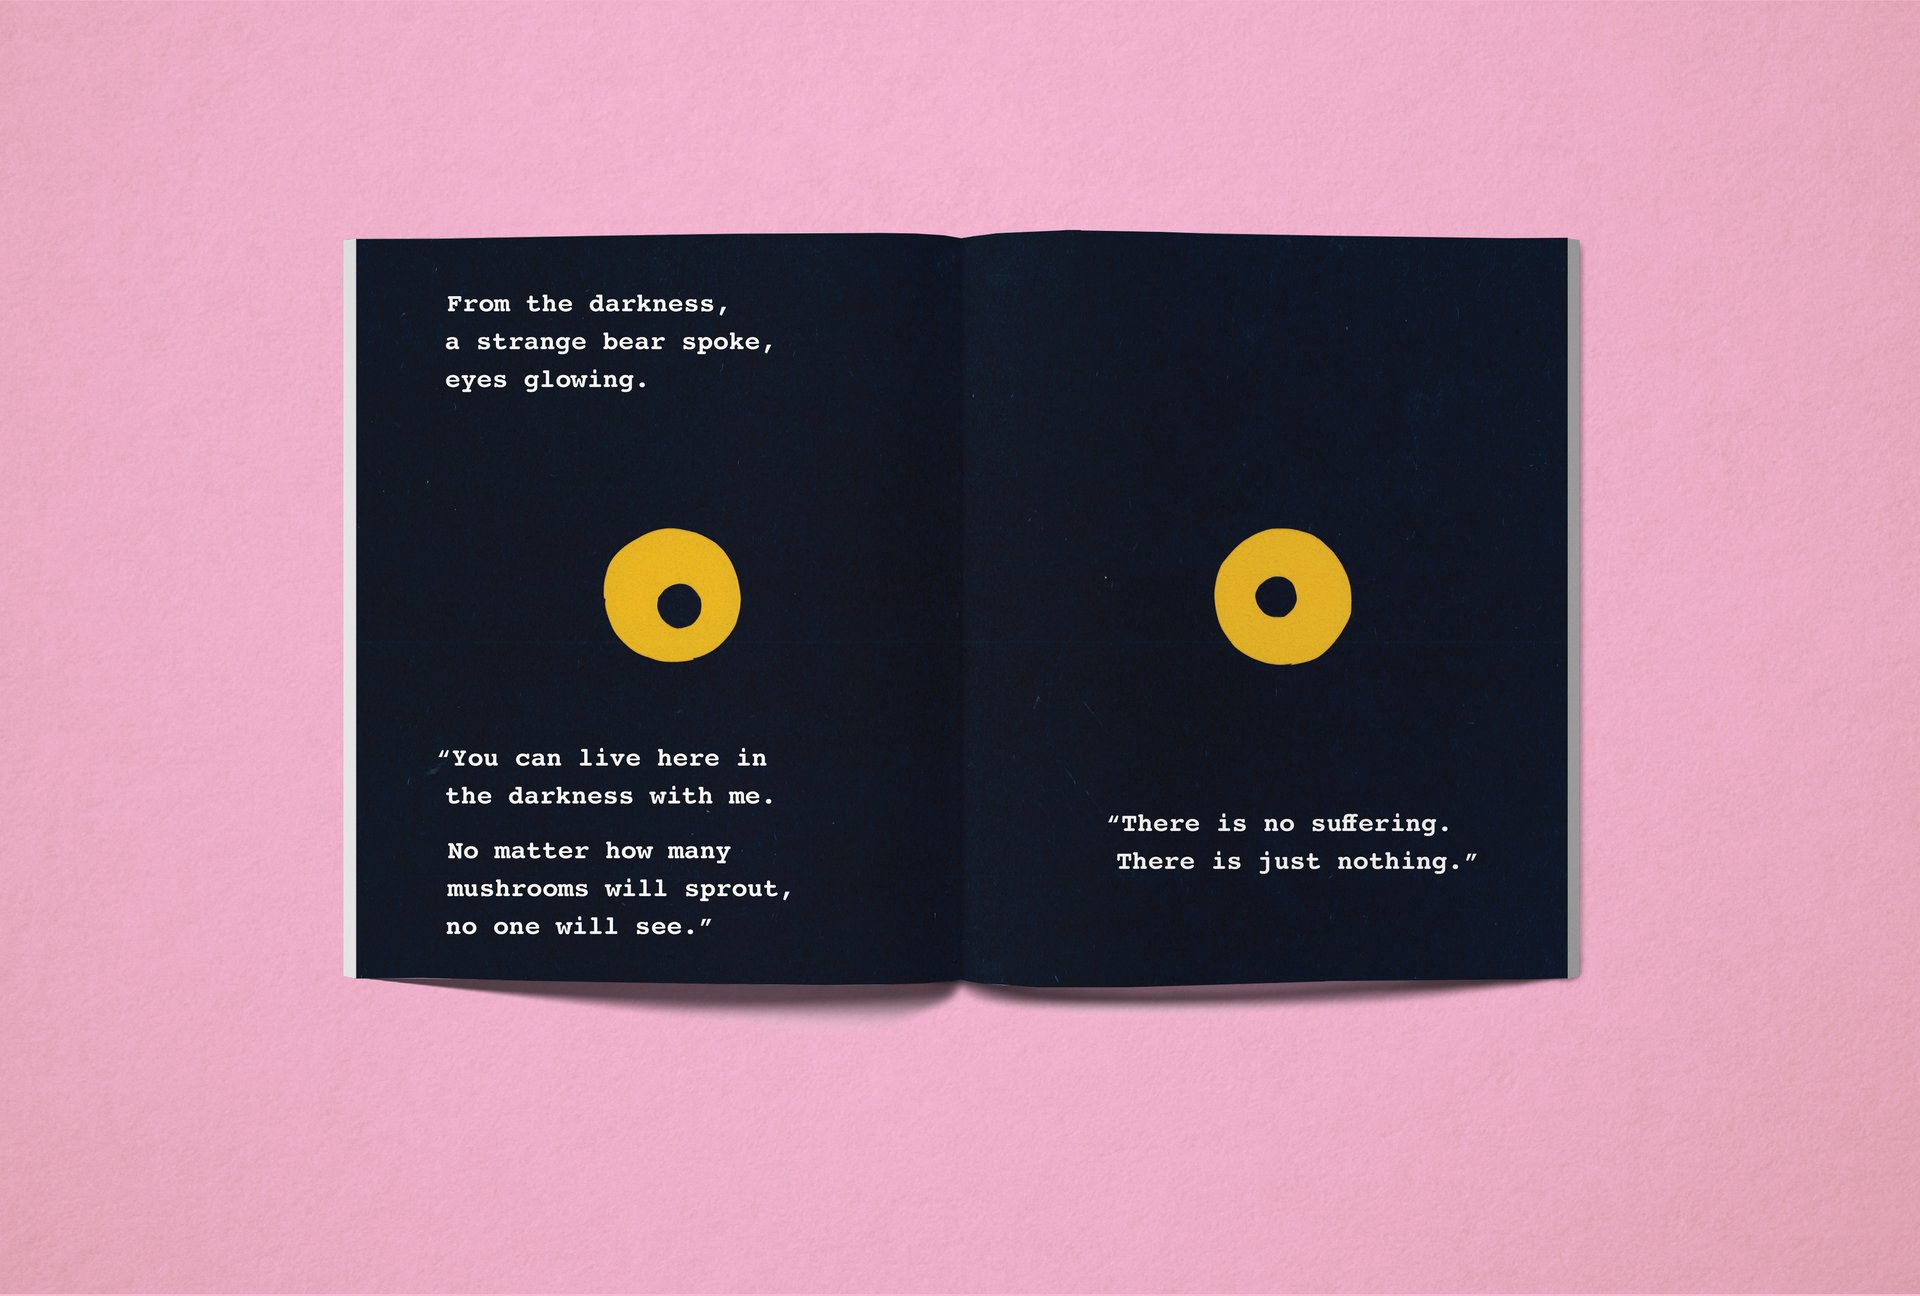 From the darkness,
a strange bear spoke,
eyes glowing.
“You can live here in
the darkness with me.
No matter how many
mushrooms will sprout,
no one will see.”
“There is no suffering.
There is just nothing.”